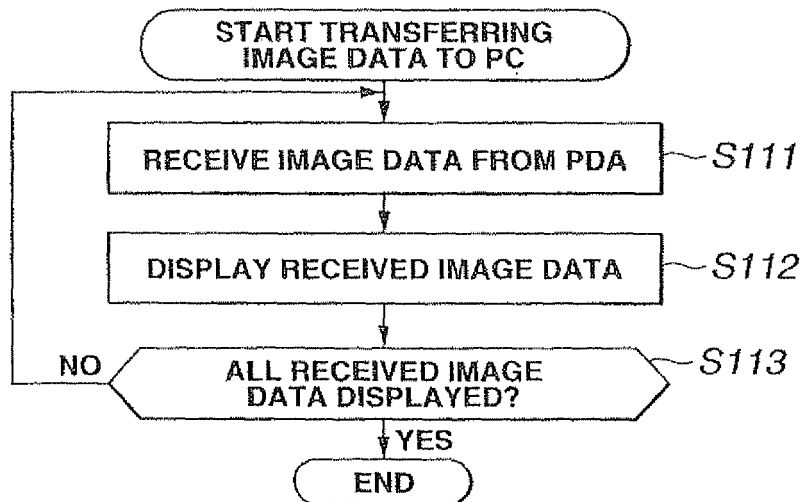 START TRANSFERRING
IMAGE DATA TO PC
RECEIVE IMAGE DATA FROM PDA
S111
DISPLAY RECEIVED IMAGE DATA
S112
NO
ALL RECEIVED IMAGE
DATA DISPLAYED?
S113
YES
END